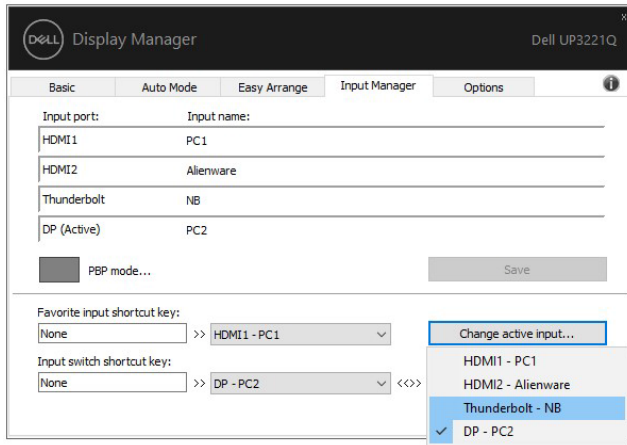 DELL Display Manager Dell UP3221Q x
Basic Auto Mode Easy Arrange Input Manager Options i
Input port: Input name:
HDMI1 PC1
HDMI2 Alienware
Thunderbolt NB
DP (Active) PC2
PBP mode... Save
Favorite input shortcut key:
None >> HDMI1 - PC1 Change active input...
Input switch shortcut key:
None >> DP - PC2 <<>>
HDMI1 - PC1
HDMI2 - Alienware
Thunderbolt - NB
DP - PC2